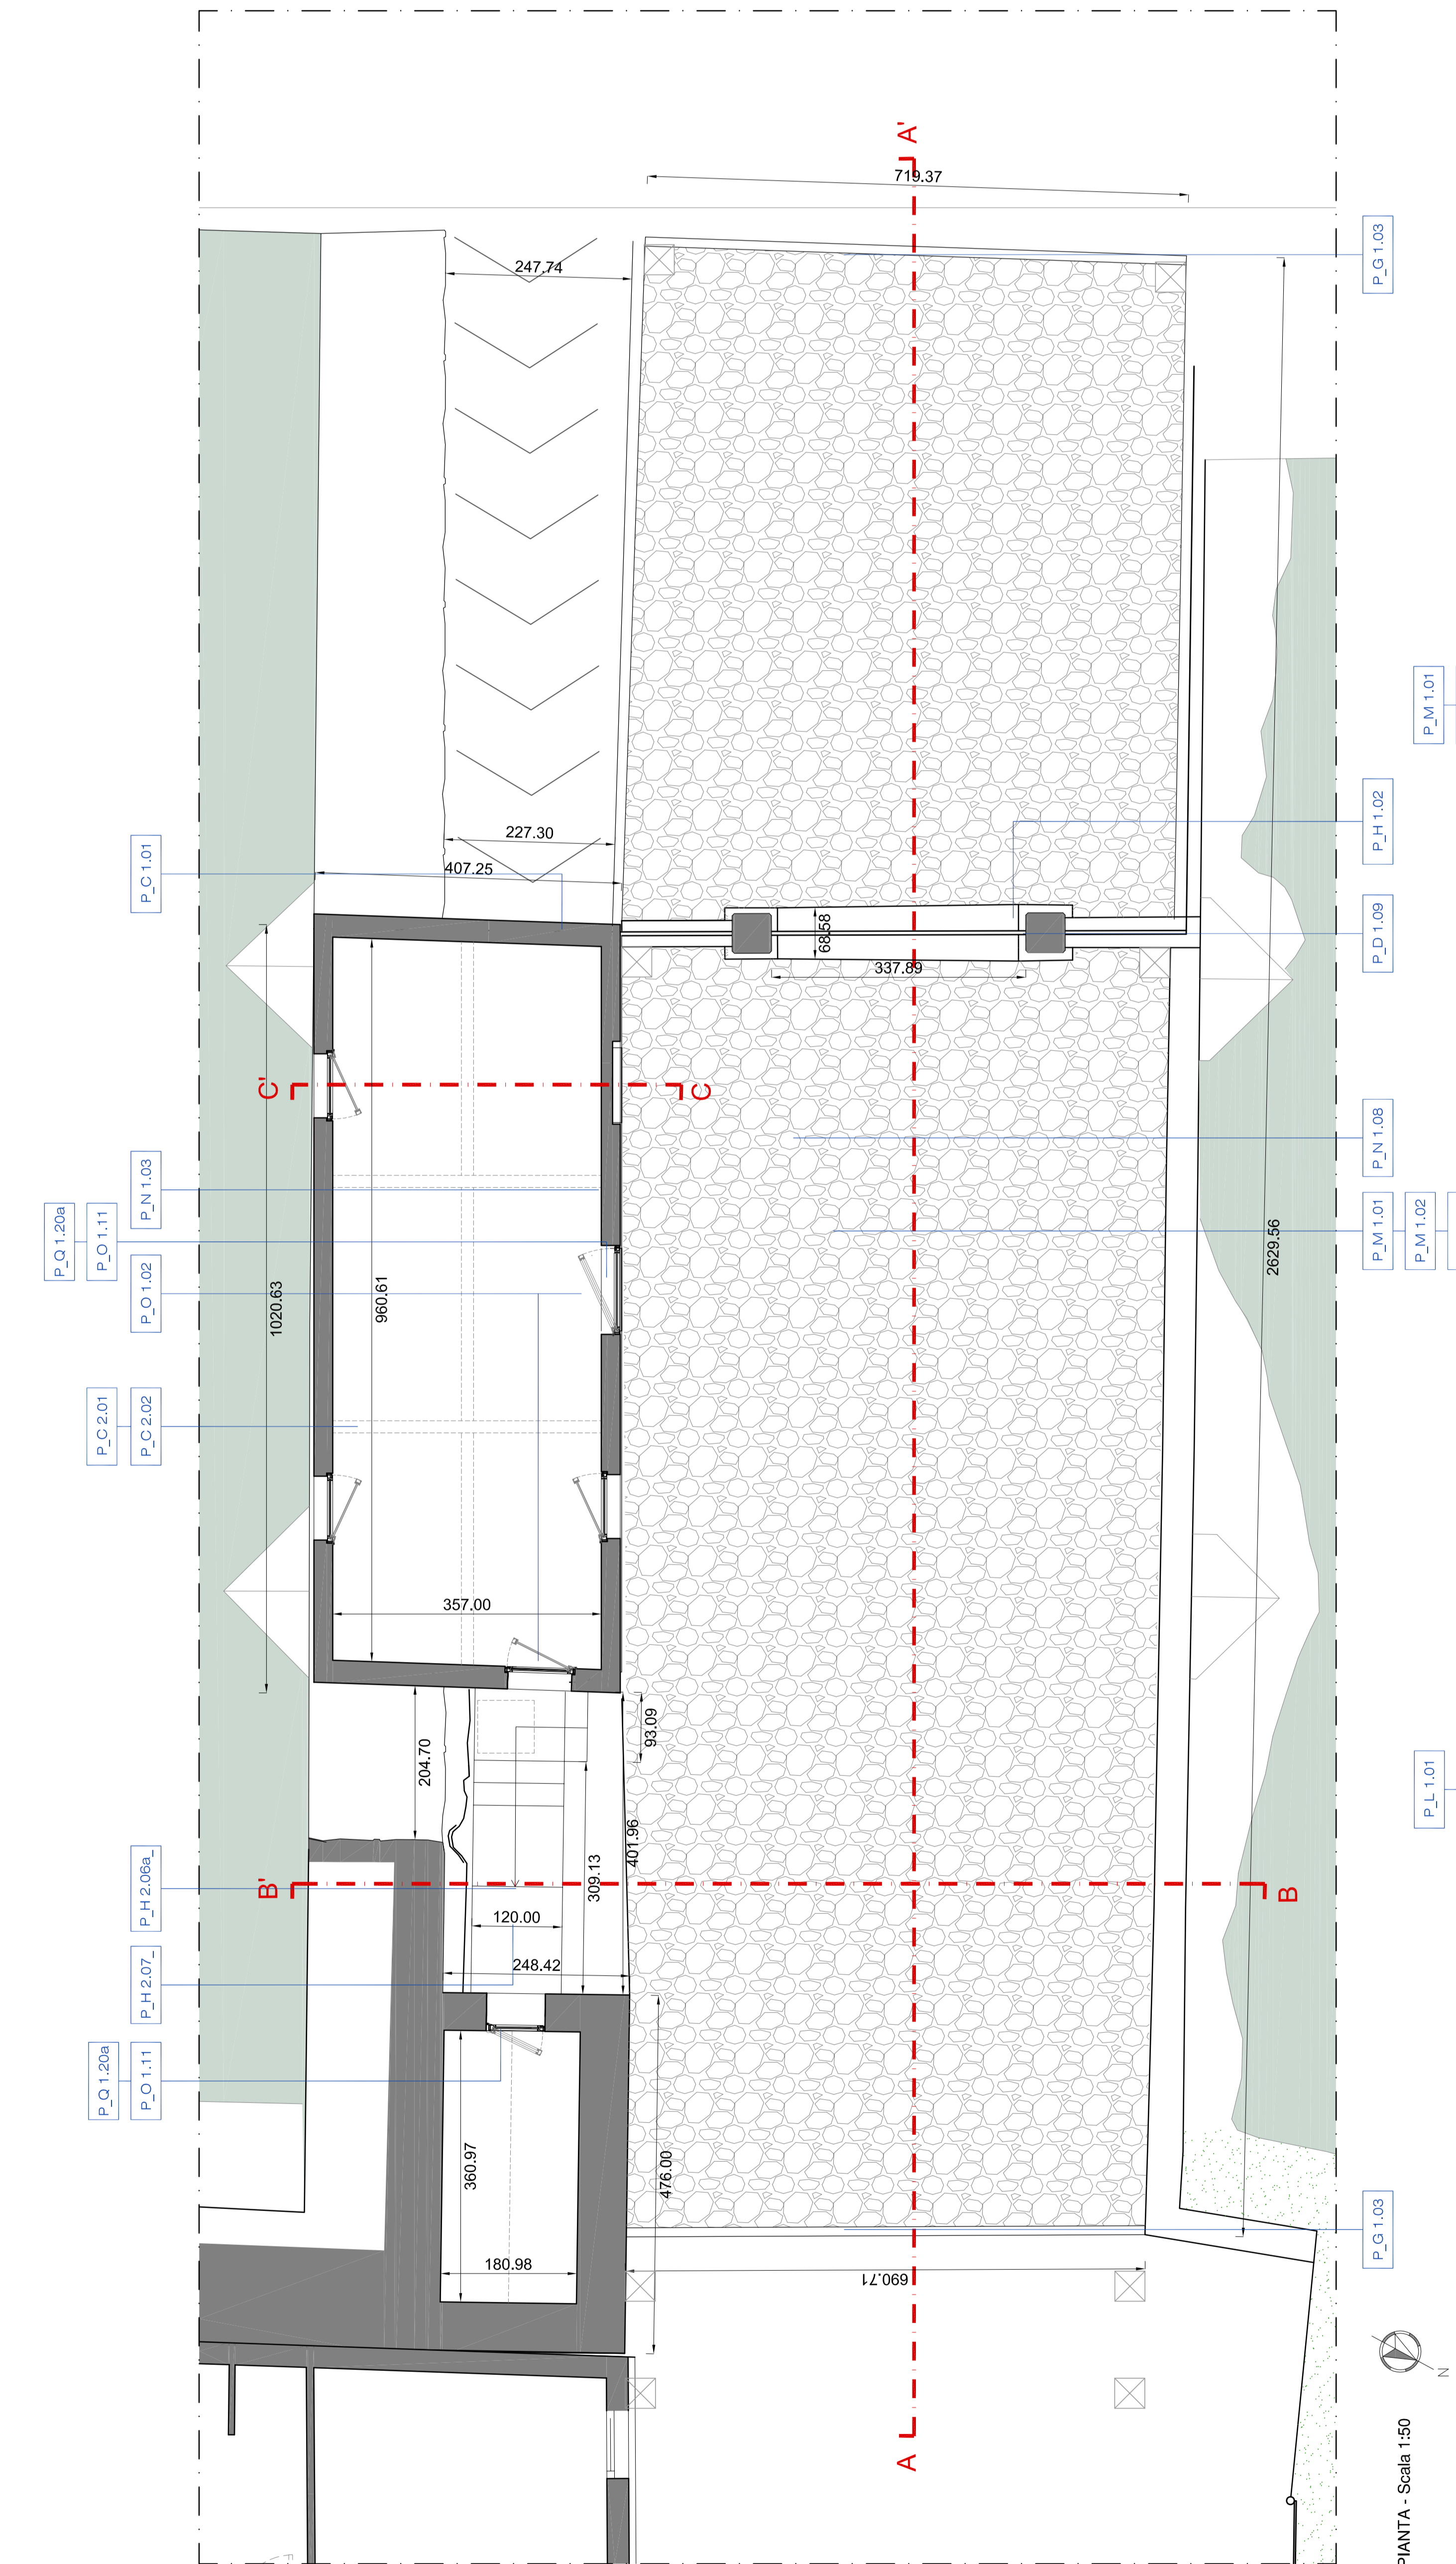 A'
719.37
P_G 1.03
247.74
P_M 1.01
P_H 1.02
227.30
P_C 1.01
407.25
68.58
P_D 1.09
337.89
C'
C
P_N 1.08
P_N 1.03
P_Q 1.20a
P_O 1.11
P_M 1.01
P_M 1.02
2629.56
P_O 1.02
1020.63
960.61
P_C 2.01
P_C 2.02
357.00
93.09
204.70
P_L 1.01
401.96
P_H 2.06a_
309.13
B'
B
120.00
P_H 2.07_
248.42
P_Q 1.20a
P_O 1.11
360.97
476.00
P_G 1.03
180.98
690.71
N
A
PIANTA - Scala 1:50